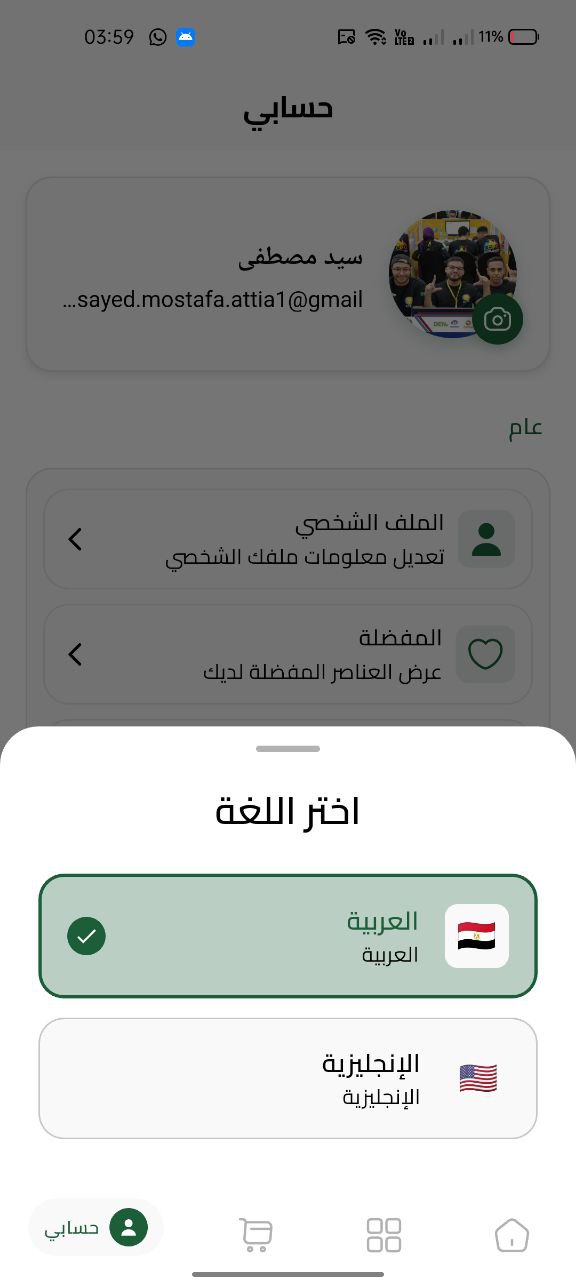 03:59
11%
حسابي
سيد مصطفى
sayed.mostafa.attia1@gmail...
عام
الملف الشخصي
تعديل معلومات ملفك الشخصي
المفضلة
عرض العناصر المفضلة لديك
اختر اللغة
العربية
العربية
الإنجليزية
الإنجليزية
حسابي